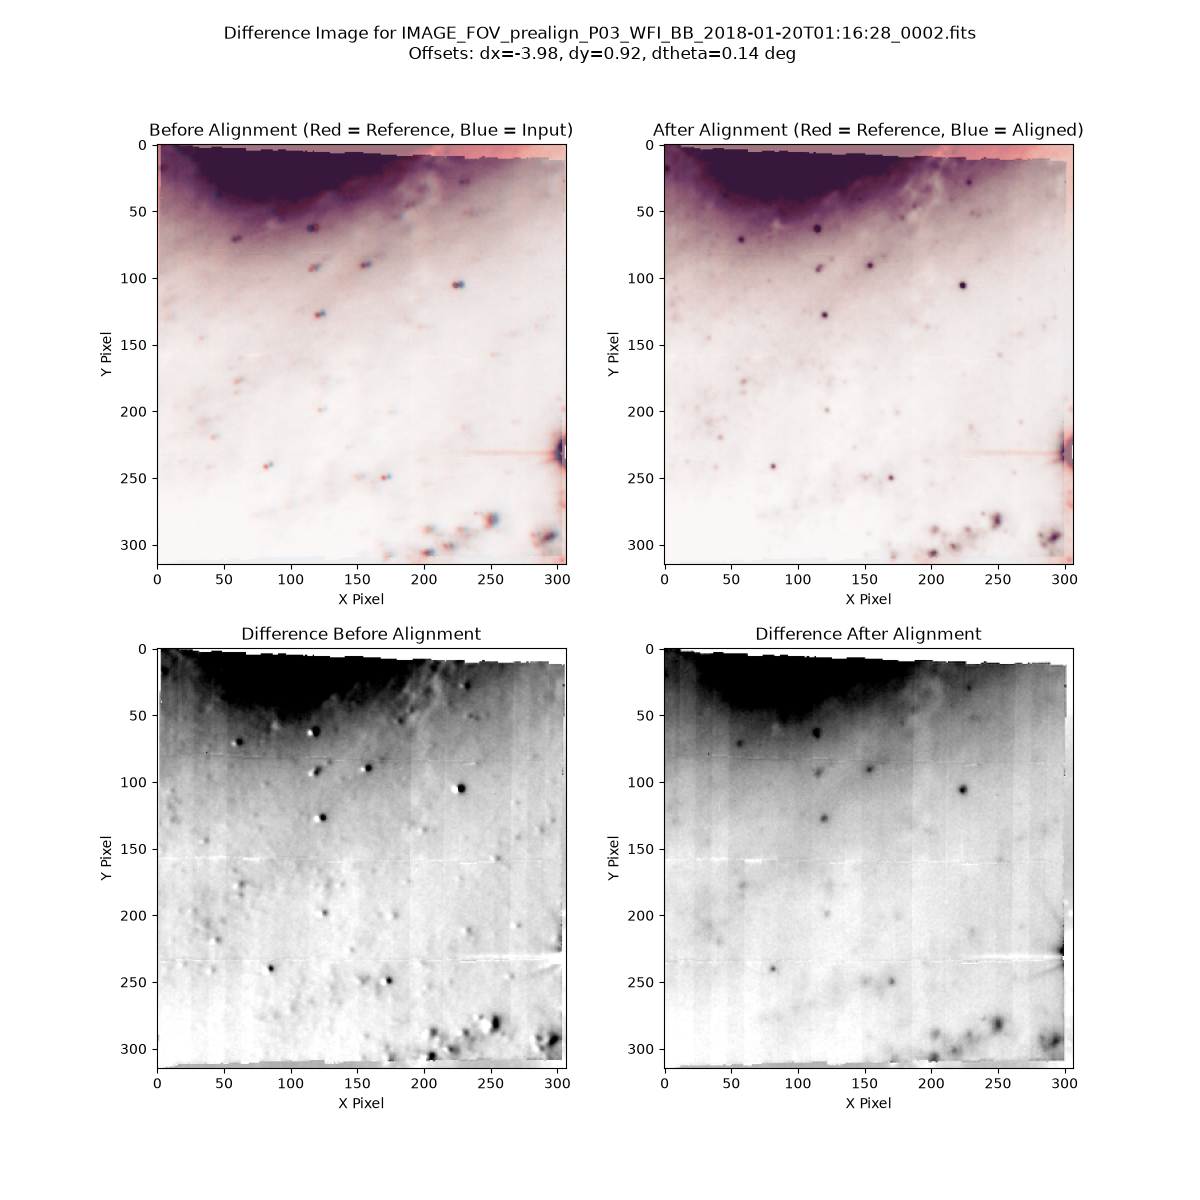 Difference Image for IMAGE_FOV_prealign_P03_WFI_BB_2018-01-20T01:16:28_0002.fits
Offsets: dx=-3.98, dy=0.92, dtheta=0.14 deg
Before Alignment (Red = Reference, Blue = Input)
0
50
100
150
200
250
300
Y Pixel
0 50 100 150 200 250 300
X Pixel
After Alignment (Red = Reference, Blue = Aligned)
0
50
100
150
200
250
300
Y Pixel
0 50 100 150 200 250 300
X Pixel
Difference Before Alignment
0
50
100
150
200
250
300
Y Pixel
0 50 100 150 200 250 300
X Pixel
Difference After Alignment
0
50
100
150
200
250
300
Y Pixel
0 50 100 150 200 250 300
X Pixel